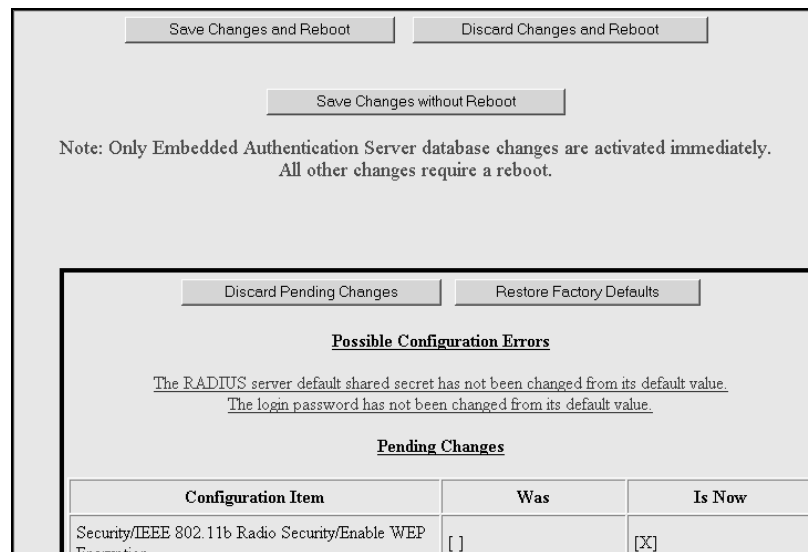 Save Changes and Reboot
Discard Changes and Reboot
Save Changes without Reboot
Note: Only Embedded Authentication Server database changes are activated immediately.
All other changes require a reboot.
Discard Pending Changes
Restore Factory Defaults
Possible Configuration Errors
The RADIUS server default shared secret has not been changed from its default value.
The login password has not been changed from its default value.
Pending Changes
Configuration Item
Was
Is Now
Security/IEEE 802.11b Radio Security/Enable WEP
[ ]
[X]